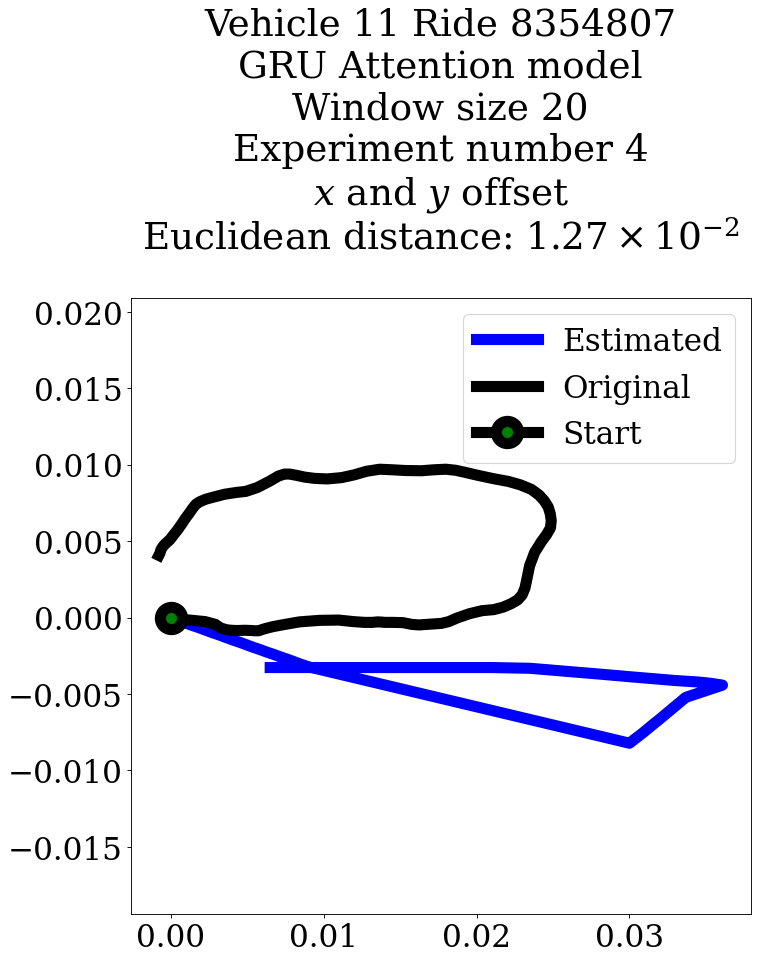 Vehicle 11 Ride 8354807
GRU Attention model
Window size 20
Experiment number 4
x and y offset
Euclidean distance: 1.27 × 10⁻²
Estimated
Original
Start
0.020
0.015
0.010
0.005
0.000
−0.005
−0.010
−0.015
0.00 0.01 0.02 0.03